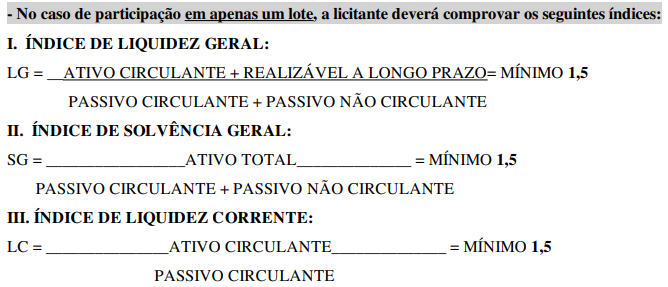 - No caso de participação em apenas um lote, a licitante deverá comprovar os seguintes índices:
I. ÍNDICE DE LIQUIDEZ GERAL:
LG = __ATIVO CIRCULANTE + REALIZÁVEL A LONGO PRAZO= MÍNIMO 1,5
PASSIVO CIRCULANTE + PASSIVO NÃO CIRCULANTE
II. ÍNDICE DE SOLVÊNCIA GERAL:
SG = _________________ATIVO TOTAL______________ = MÍNIMO 1,5
PASSIVO CIRCULANTE + PASSIVO NÃO CIRCULANTE
III. ÍNDICE DE LIQUIDEZ CORRENTE:
LC = _______________ATIVO CIRCULANTE______________ = MÍNIMO 1,5
PASSIVO CIRCULANTE